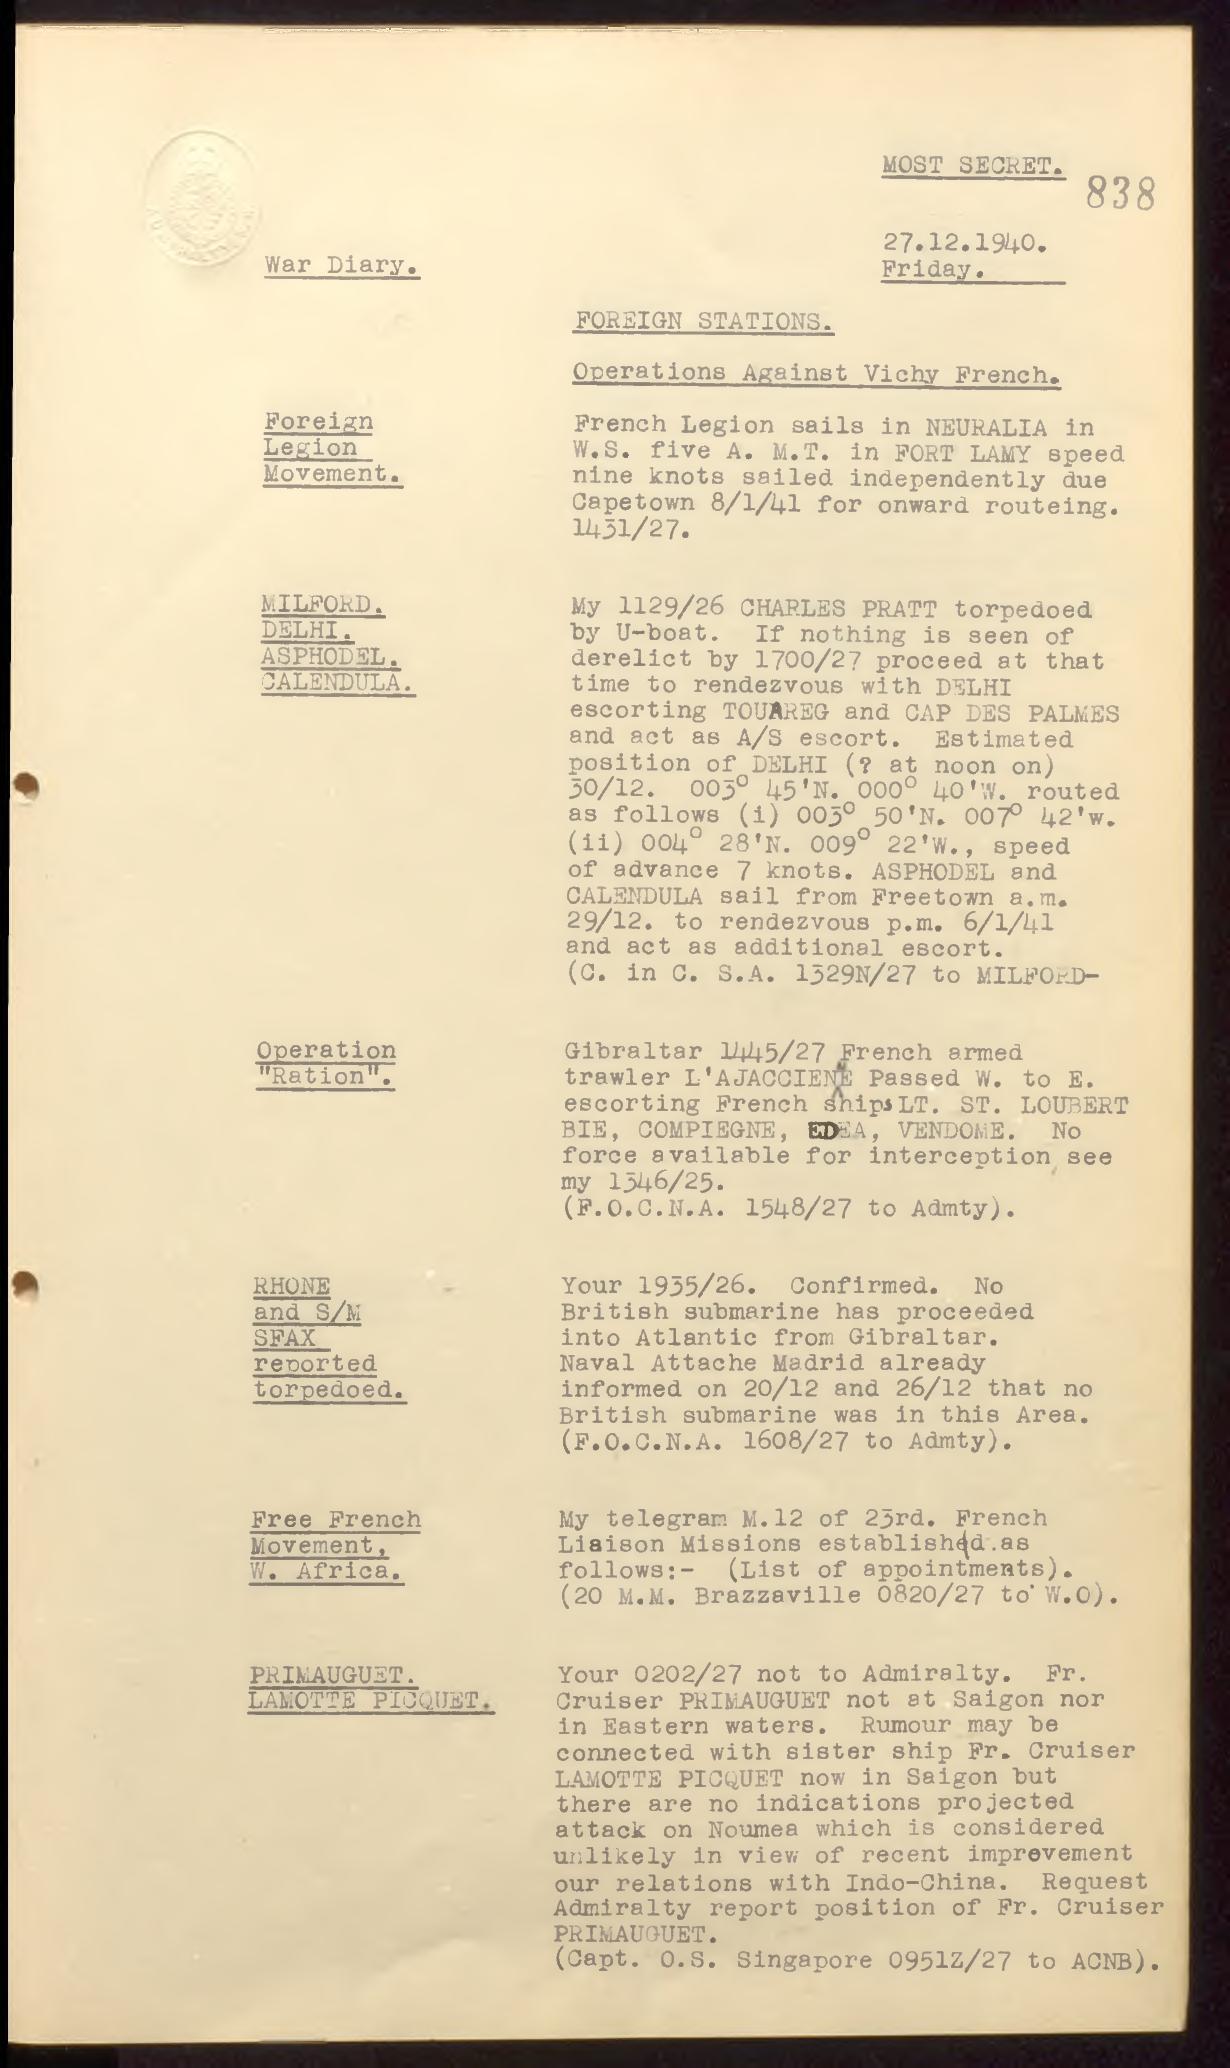 MOST SECRET.
838
27.12.1940.
Friday.
War Diary.
FOREIGN STATIONS.
Operations Against Vichy French.
Foreign
Legion
Movement.
French Legion sails in NEURALIA in
W.S. five A. M.T. in FORT LAMY speed
nine knots sailed independently due
Capetown 8/1/41 for onward routeing.
1431/27.
MILFORD.
DELHI.
ASPHODEL.
CALENDULA.
My 1129/26 CHARLES PRATT torpedoed
by U-boat. If nothing is seen of
derelict by 1700/27 proceed at that
time to rendezvous with DELHI
escorting TOUAREG and CAP DES PALMES
and act as A/S escort. Estimated
position of DELHI (? at noon on)
30/12. 003° 45'N. 000° 40'W. routed
as follows (i) 003° 50'N. 007° 42'w.
(ii) 004° 28'N. 009° 22'W., speed
of advance 7 knots. ASPHODEL and
CALENDULA sail from Freetown a.m.
29/12. to rendezvous p.m. 6/1/41
and act as additional escort.
(C. in C. S.A. 1329N/27 to MILFORD-
Operation
"Ration".
Gibraltar 1445/27 French armed
trawler L'AJACCIENE Passed W. to E.
escorting French ships LT. ST. LOUBERT
BIE, COMPIEGNE, EDEA, VENDOME. No
force available for interception see
my 1346/25.
(F.O.C.N.A. 1548/27 to Admty).
RHONE
and S/M
SFAX
reported
torpedoed.
Your 1935/26. Confirmed. No
British submarine has proceeded
into Atlantic from Gibraltar.
Naval Attache Madrid already
informed on 20/12 and 26/12 that no
British submarine was in this Area.
(F.O.C.N.A. 1608/27 to Admty).
Free French
Movement,
W. Africa.
My telegram M.12 of 23rd. French
Liaison Missions established as
follows:- (List of appointments).
(20 M.M. Brazzaville 0820/27 to W.O).
PRIMAUGUET.
LAMOTTE PICQUET.
Your 0202/27 not to Admiralty. Fr.
Cruiser PRIMAUGUET not at Saigon nor
in Eastern waters. Rumour may be
connected with sister ship Fr. Cruiser
LAMOTTE PICQUET now in Saigon but
there are no indications projected
attack on Noumea which is considered
unlikely in view of recent improvement
our relations with Indo-China. Request
Admiralty report position of Fr. Cruiser
PRIMAUGUET.
(Capt. O.S. Singapore 0951Z/27 to ACNB).